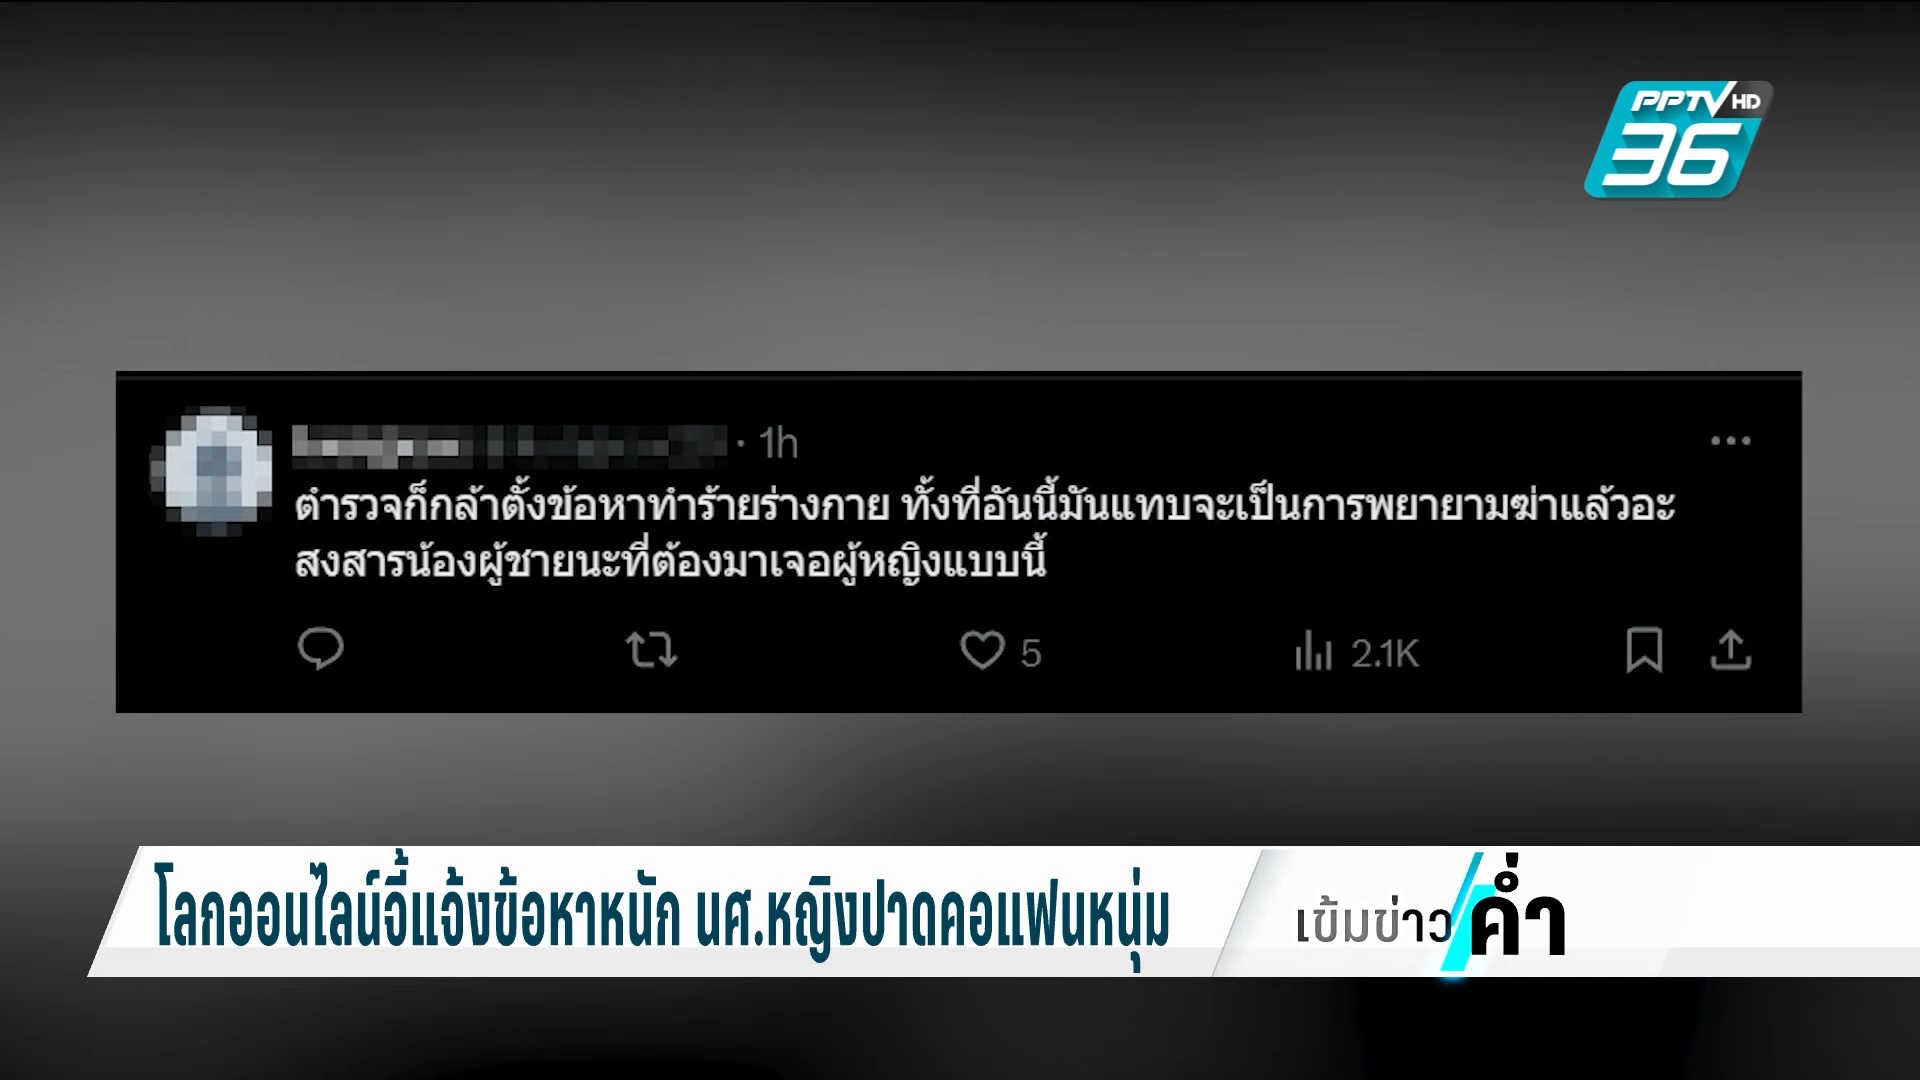 PPTV HD
36
· 1h
ตำรวจก็กล้าตั้งข้อหาทำร้ายร่างกาย ทั้งที่อันนี้มันแทบจะเป็นการพยายามฆ่าแล้วอะ
สงสารน้องผู้ชายนะที่ต้องมาเจอผู้หญิงแบบนี้
5
2.1K
โลกออนไลน์จี้แจ้งข้อหาหนัก นศ.หญิงปาดคอแฟนหนุ่ม
เข้มข่าวค่ำ